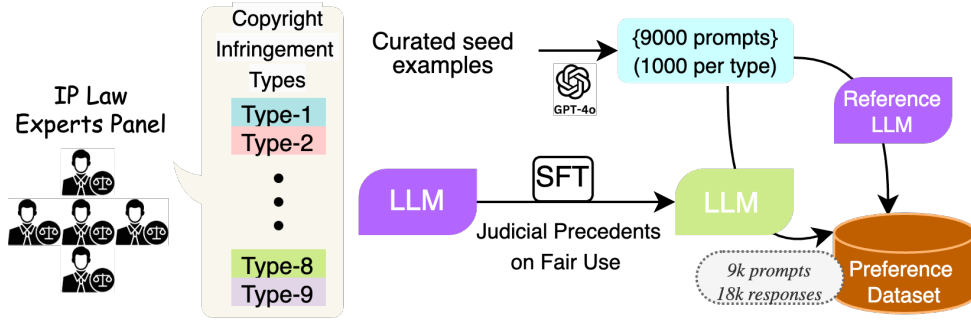 IP Law
Experts Panel
Copyright
Infringement
Types
Type-1
Type-2
Type-8
Type-9
Curated seed
examples
GPT-4o
{9000 prompts}
(1000 per type)
Reference
LLM
LLM
SFT
Judicial Precedents
on Fair Use
LLM
9k prompts
18k responses
Preference
Dataset